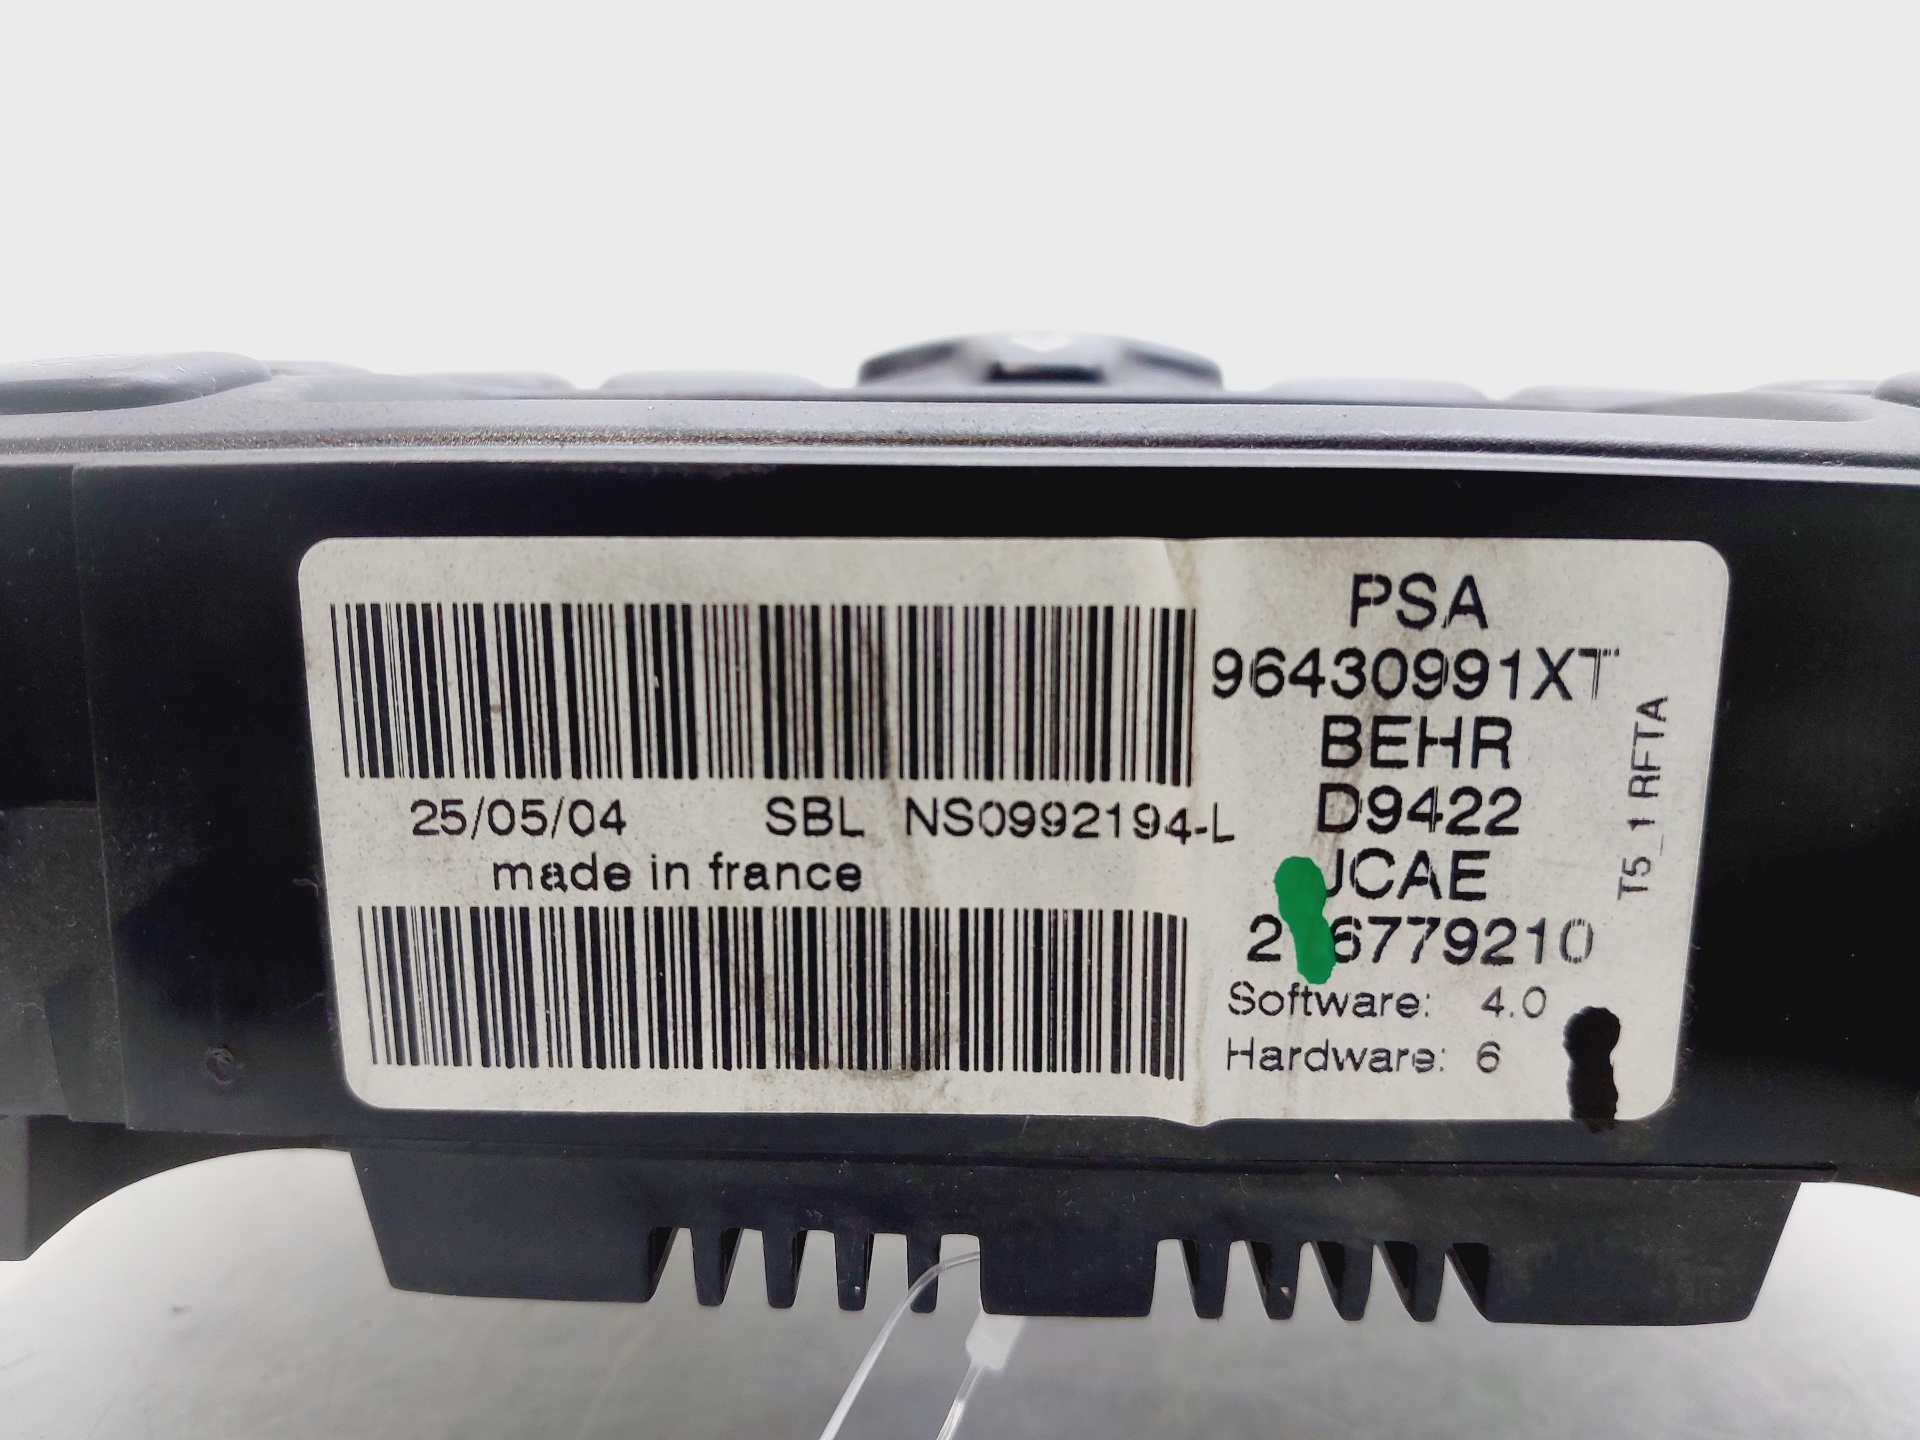 PSA
96430991XT
BEHR
D9422
JCAE
Software: 4.0
Hardware: 6
25/05/04 SBL NS0992194-L
made in france
T5_1 RFTA